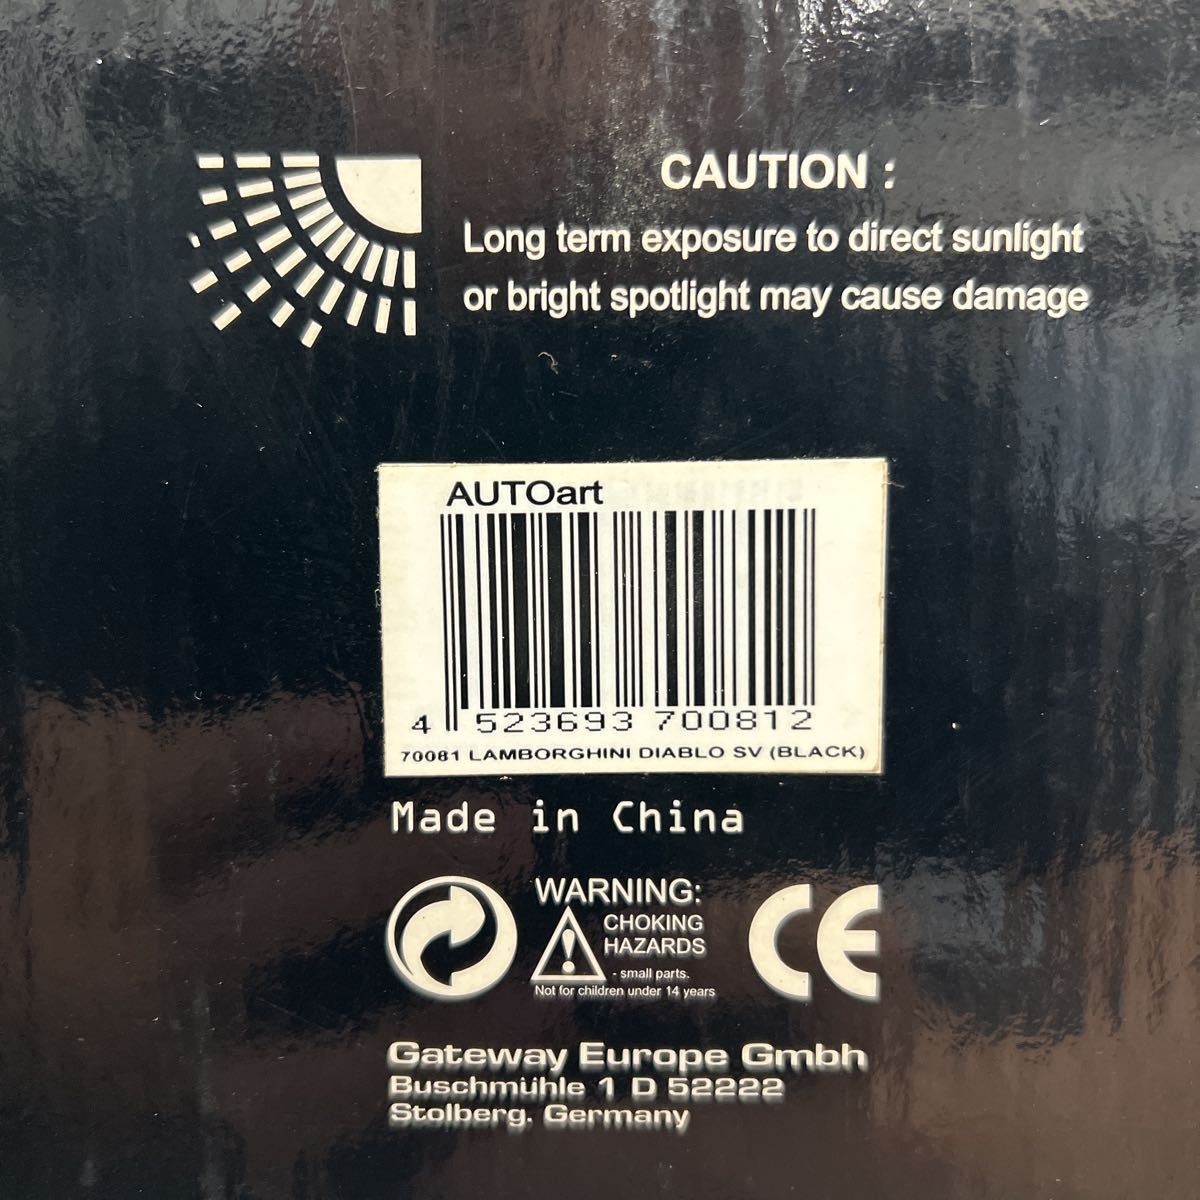 CAUTION :
Long term exposure to direct sunlight
or bright spotlight may cause damage
AUTOart
4 523693 700812
70081 LAMBORGHINI DIABLO SV (BLACK)
Made in China
WARNING:
CHOKING
HAZARDS
- small parts.
Not for children under 14 years
CE
Gateway Europe Gmbh
Buschmühle 1 D 52222
Stolberg. Germany